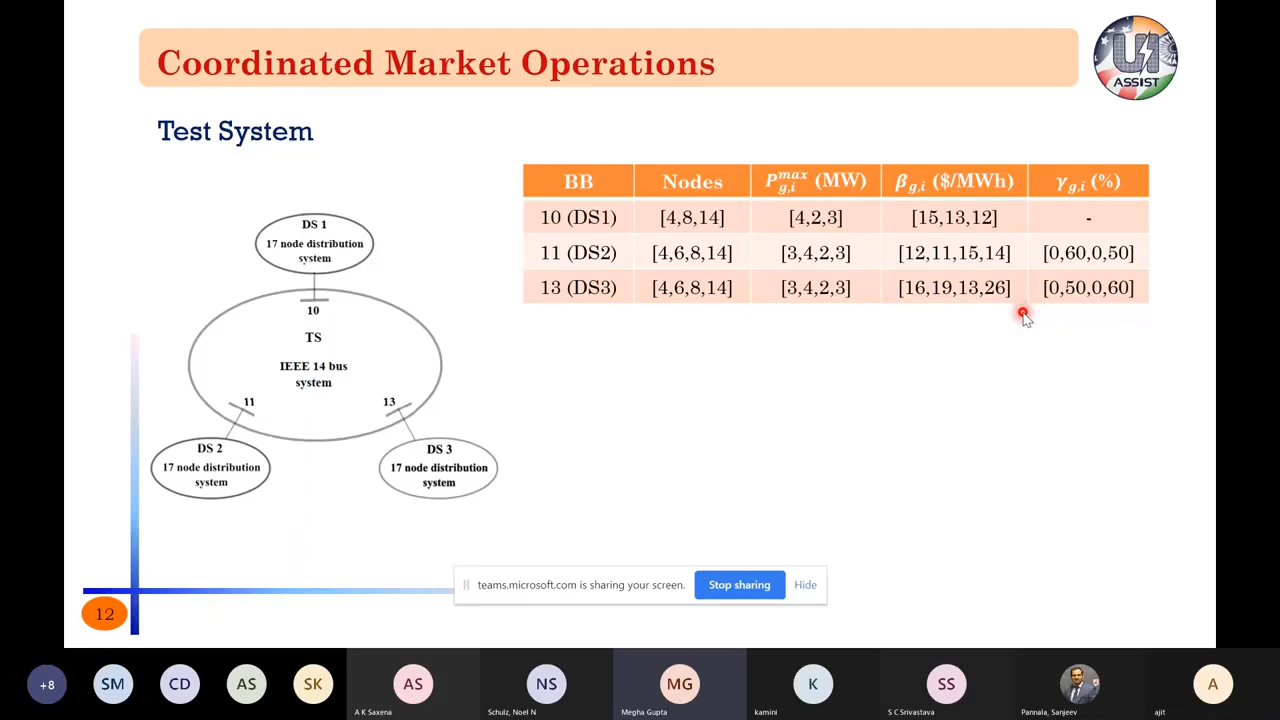 Coordinated Market Operations
UI
ASSIST
Test System
BB Nodes P_{g,i}^{max} (MW) β_{g,i} ($/MWh) γ_{g,i} (%)
10 (DS1) [4,8,14] [4,2,3] [15,13,12] -
11 (DS2) [4,6,8,14] [3,4,2,3] [12,11,15,14] [0,60,0,50]
13 (DS3) [4,6,8,14] [3,4,2,3] [16,19,13,26] [0,50,0,60]
DS 1
17 node distribution
system
10
TS
IEEE 14 bus
system
11
13
DS 2
17 node distribution
system
DS 3
17 node distribution
system
teams.microsoft.com is sharing your screen. Stop sharing Hide
12
+8 SM CD AS SK AS NS MG K SS A
A K Saxena Schulz, Noel N Megha Gupta kamini S C Srivastava Pannala, Sanjeev ajit